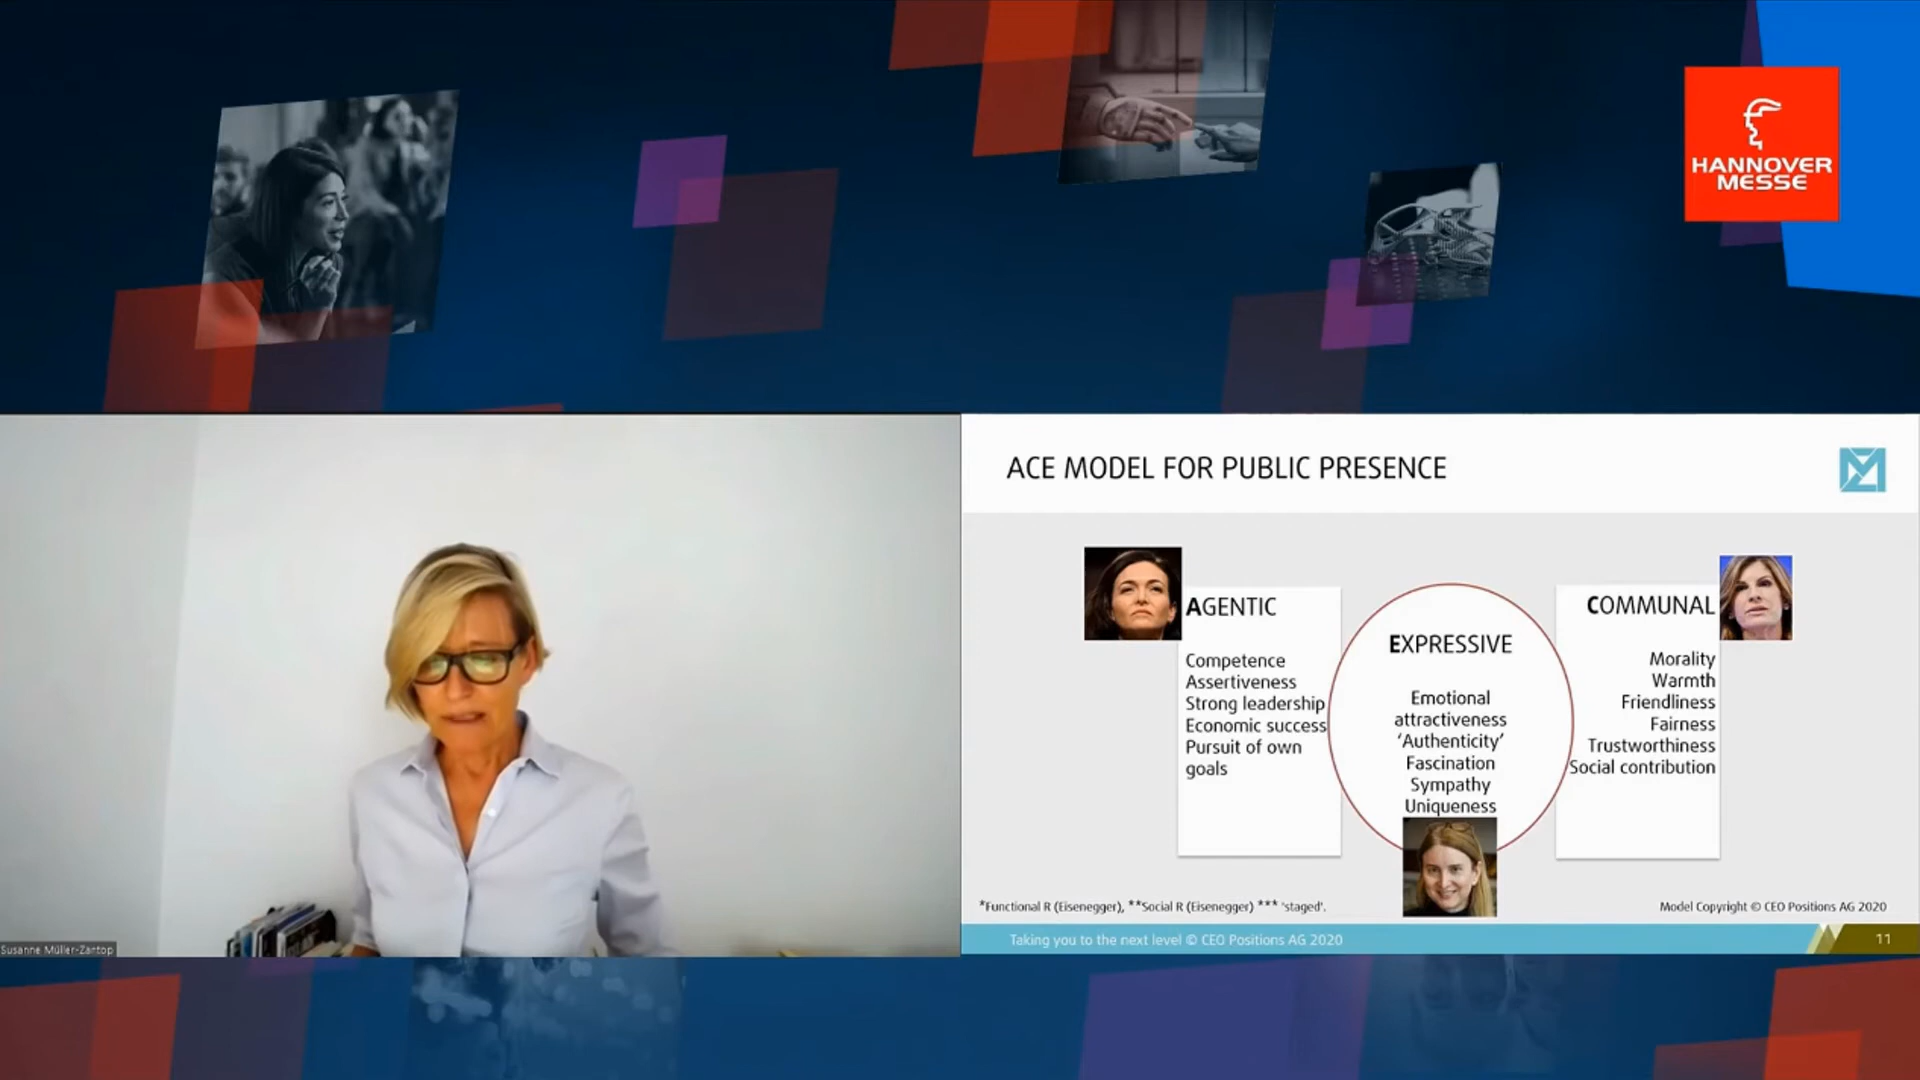 HANNOVER
MESSE
ACE MODEL FOR PUBLIC PRESENCE
AGENTIC
Competence
Assertiveness
Strong leadership
Economic success
Pursuit of own
goals
EXPRESSIVE
Emotional
attractiveness
‘Authenticity’
Fascination
Sympathy
Uniqueness
COMMUNAL
Morality
Warmth
Friendliness
Fairness
Trustworthiness
Social contribution
*Functional R (Eisenegger), **Social R (Eisenegger) *** 'staged'.
Model Copyright © CEO Positions AG 2020
Taking you to the next level © CEO Positions AG 2020
11
Susanne Müller-Zantop